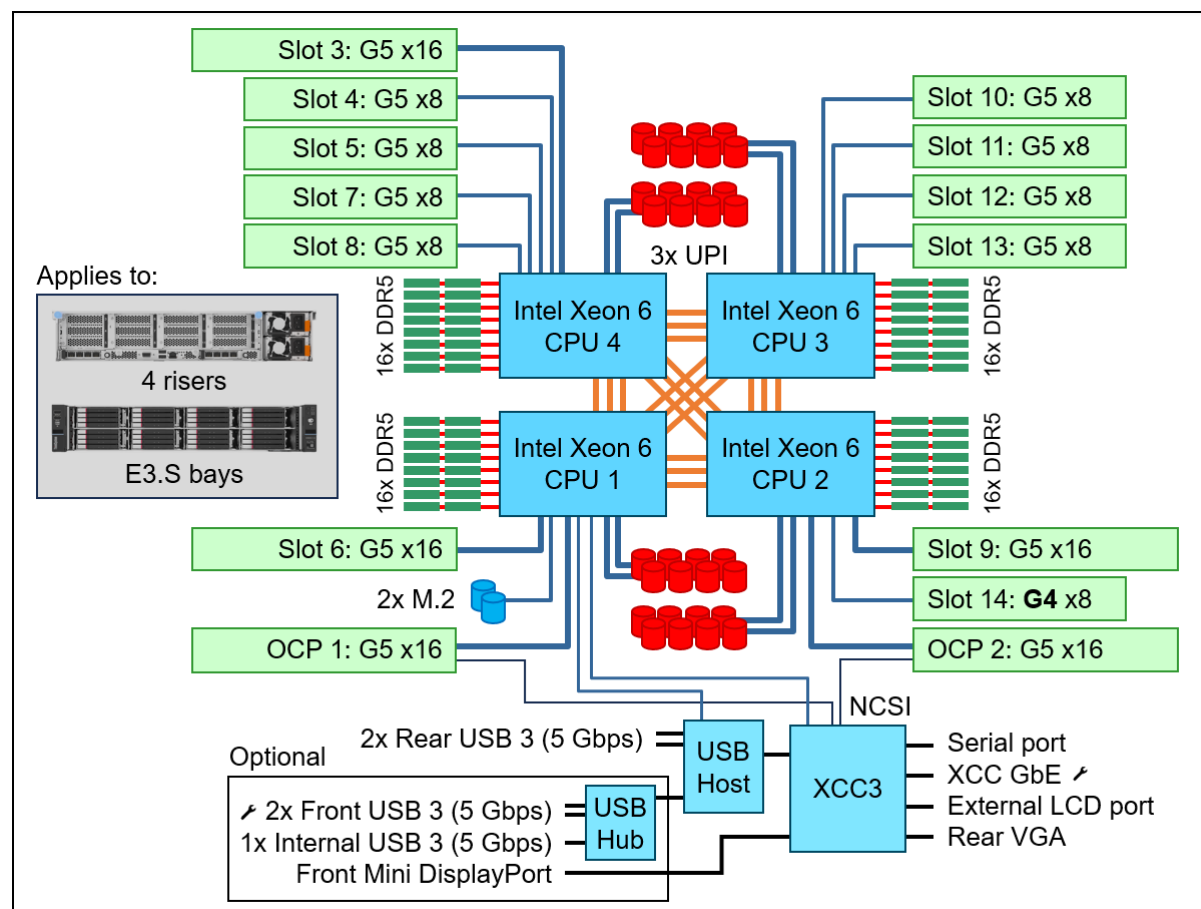 Slot 3: G5 x16
Slot 4: G5 x8
Slot 5: G5 x8
Slot 7: G5 x8
Slot 8: G5 x8
Slot 10: G5 x8
Slot 11: G5 x8
Slot 12: G5 x8
Slot 13: G5 x8
3x UPI
Applies to:
4 risers
E3.S bays
16x DDR5
Intel Xeon 6
CPU 4
Intel Xeon 6
CPU 3
16x DDR5
16x DDR5
Intel Xeon 6
CPU 1
Intel Xeon 6
CPU 2
16x DDR5
Slot 6: G5 x16
2x M.2
OCP 1: G5 x16
Slot 9: G5 x16
Slot 14: G4 x8
OCP 2: G5 x16
NCSI
2x Rear USB 3 (5 Gbps)
USB
Host
XCC3
Serial port
XCC GbE
External LCD port
Rear VGA
Optional
2x Front USB 3 (5 Gbps)
1x Internal USB 3 (5 Gbps)
USB
Hub
Front Mini DisplayPort